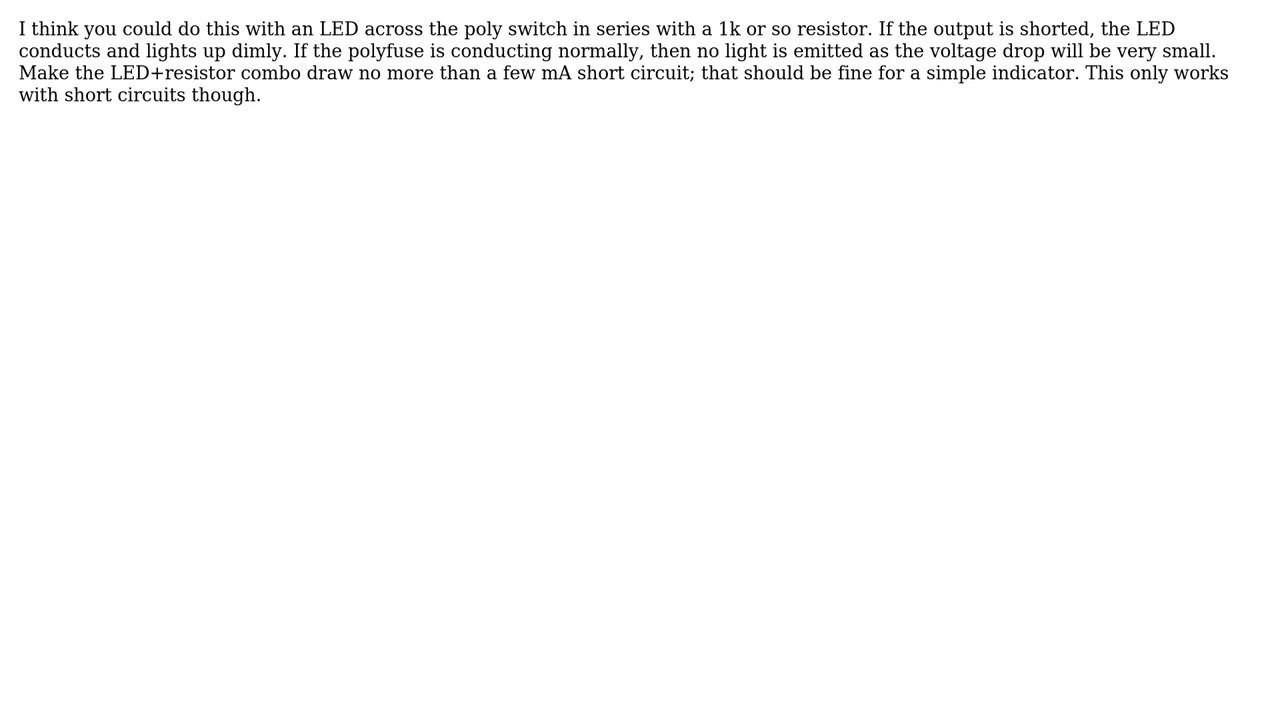 I think you could do this with an LED across the poly switch in series with a 1k or so resistor. If the output is shorted, the LED
conducts and lights up dimly. If the polyfuse is conducting normally, then no light is emitted as the voltage drop will be very small.
Make the LED+resistor combo draw no more than a few mA short circuit; that should be fine for a simple indicator. This only works
with short circuits though.